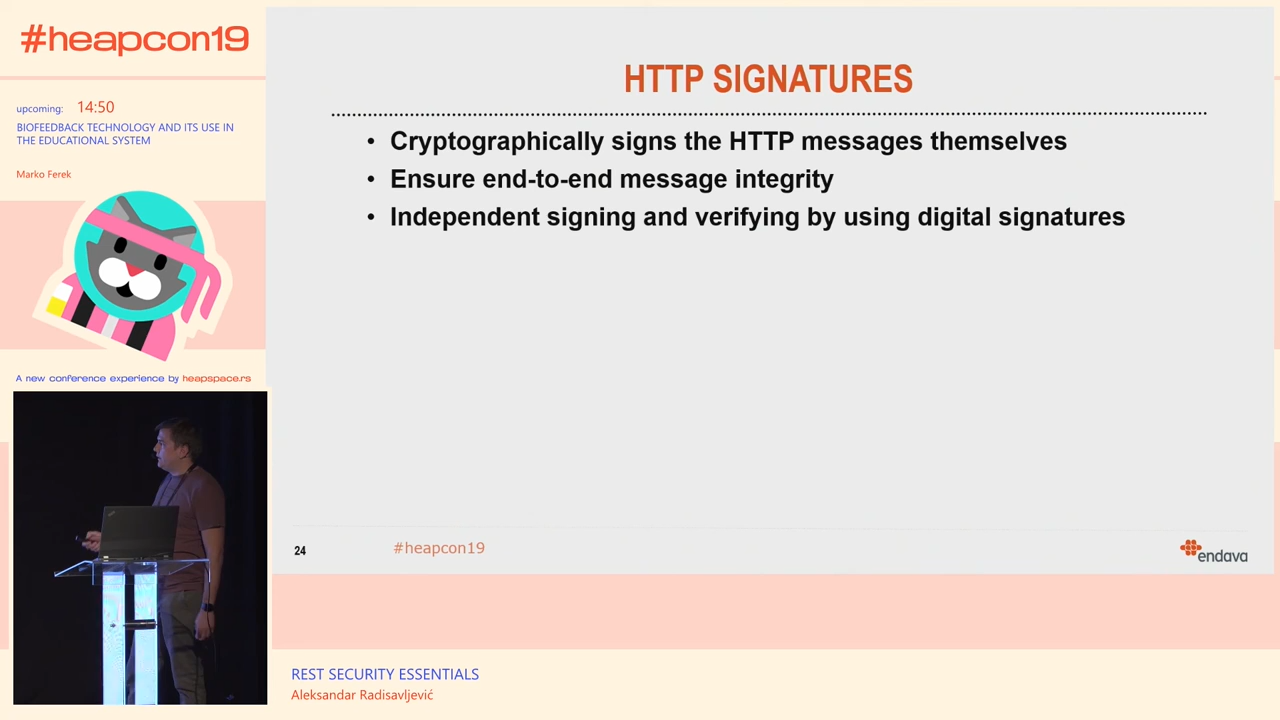 #heapcon19
upcoming: 14:50
BIOFEEDBACK TECHNOLOGY AND ITS USE IN
THE EDUCATIONAL SYSTEM
Marko Ferek
A new conference experience by heapspace.rs
HTTP SIGNATURES
• Cryptographically signs the HTTP messages themselves
• Ensure end-to-end message integrity
• Independent signing and verifying by using digital signatures
24
#heapcon19
endava
REST SECURITY ESSENTIALS
Aleksandar Radisavljević